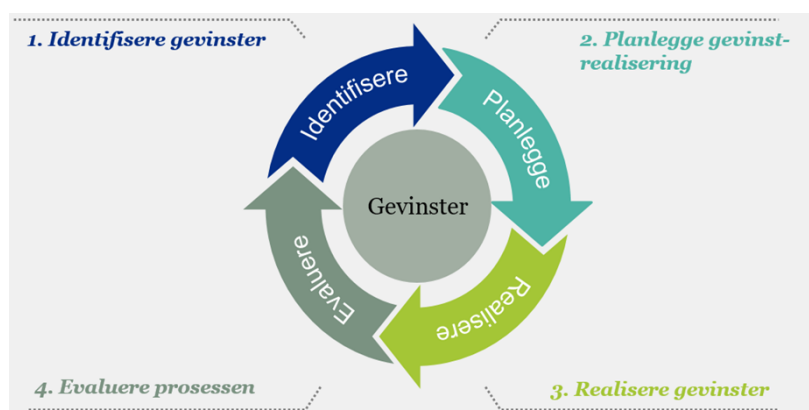 1. Identifisere gevinster
2. Planlegge gevinst-
realisering
Identifisere
Planlegge
Gevinster
Evaluere
Realisere
4. Evaluere prosessen
3. Realisere gevinster